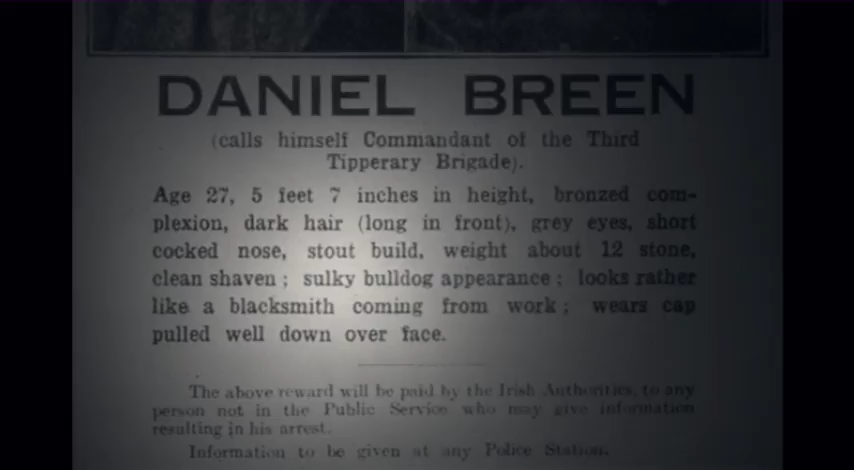 DANIEL BREEN
(calls himself Commandant of the Third
Tipperary Brigade).
Age 27, 5 feet 7 inches in height, bronzed com-
plexion, dark hair (long in front), grey eyes, short
cocked nose, stout build, weight about 12 stone,
clean shaven ; sulky bulldog appearance ; looks rather
like a blacksmith coming from work ; wears cap
pulled well down over face.
The above reward will be paid by the Irish Authorities, to any
person not in the Public Service who may give information
resulting in his arrest.
Information to be given at any Police Station.